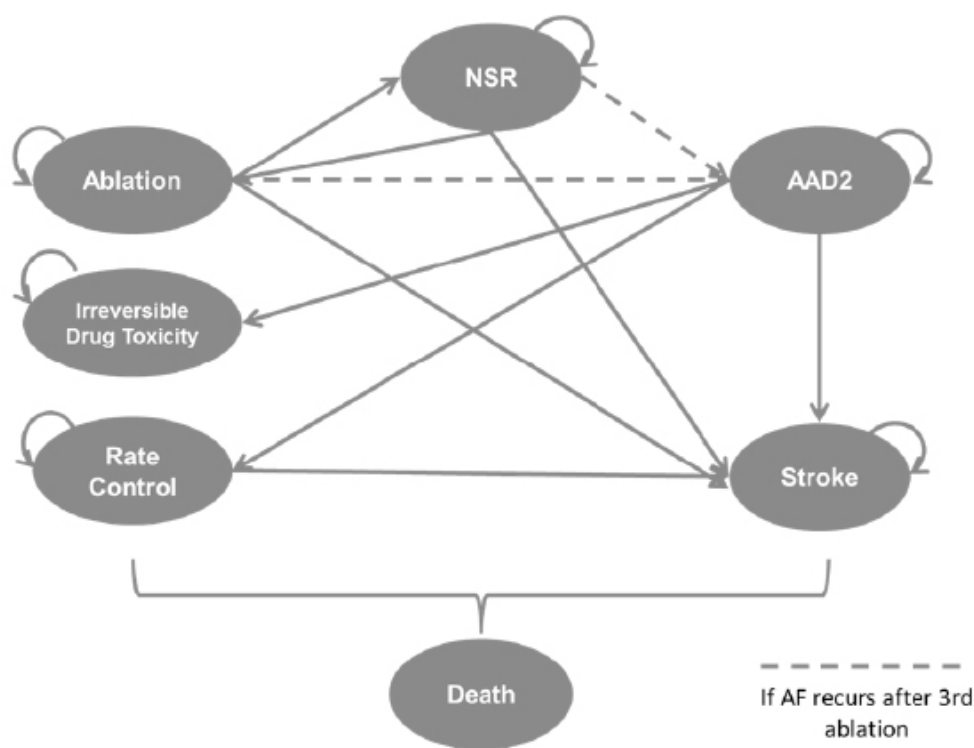 NSR
Ablation
AAD2
Irreversible
Drug Toxicity
Rate
Control
Stroke
Death
If AF recurs after 3rd
ablation